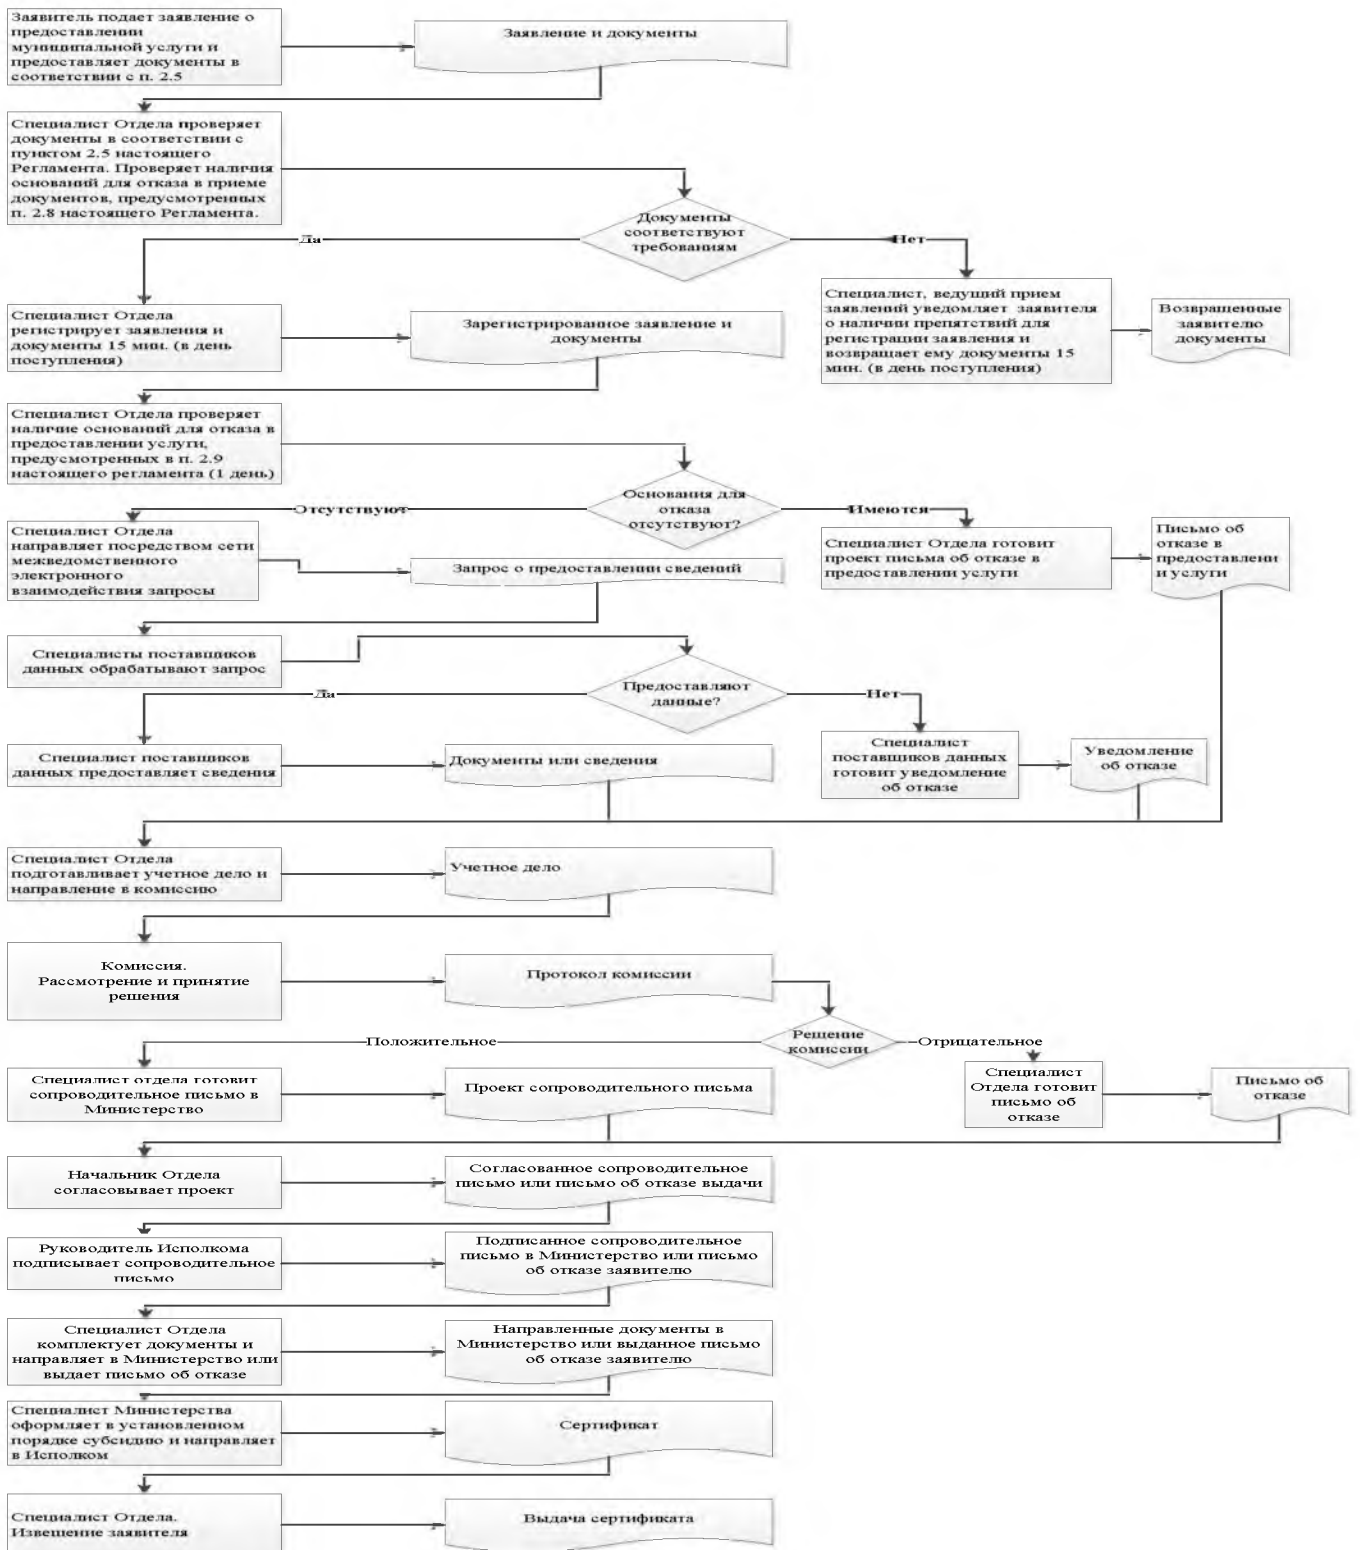 Заявитель подает заявление о
предоставлении
муниципальной услуги и
предоставляет документы в
соответствии с п. 2.5
Заявление и документы
Специалист Отдела проверяет
документы в соответствии с
пунктом 2.5 настоящего
Регламента. Проверяет наличия
оснований для отказа в приеме
документов, предусмотренных
п. 2.8 настоящего Регламента.
Документы
соответствуют
требованиям
Да
Нет
Специалист Отдела
регистрирует заявления и
документы 15 мин. (в день
поступления)
Зарегистрированное заявление и
документы
Специалист, ведущий прием
заявлений уведомляет заявителя
о наличии препятствий для
регистрации заявления и
возвращает ему документы 15
мин. (в день поступления)
Возвращенные
заявителю
документы
Специалист Отдела проверяет
наличие оснований для отказа в
предоставлении услуги,
предусмотренных в п. 2.9
настоящего регламента (1 день)
Основания для
отказа
отсутствуют?
Отсутствуют
Имеются
Специалист Отдела
направляет посредством сети
межведомственного
электронного
взаимодействия запросы
Запрос о предоставлении сведений
Специалист Отдела готовит
проект письма об отказе в
предоставлении услуги
Письмо об
отказе в
предоставлени
и услуги
Специалисты поставщиков
данных обрабатывают запрос
Предоставляют
данные?
Да
Нет
Специалист поставщиков
данных предоставляет сведения
Документы или сведения
Специалист
поставщиков данных
готовит уведомление
об отказе
Уведомление
об отказе
Специалист Отдела
подготавливает учетное дело и
направление в комиссию
Учетное дело
Комиссия.
Рассмотрение и принятие
решения
Протокол комиссии
Решение
комиссии
Положительное
Отрицательное
Специалист отдела готовит
сопроводительное письмо в
Министерство
Проект сопроводительного письма
Специалист
Отдела готовит
письмо об
отказе
Письмо об
отказе
Начальник Отдела
согласовывает проект
Согласованное сопроводительное
письмо или письмо об отказе выдачи
Руководитель Исполкома
подписывает сопроводительное
письмо
Подписанное сопроводительное
письмо в Министерство или письмо
об отказе заявителю
Специалист Отдела
комплектует документы и
направляет в Министерство или
выдает письмо об отказе
Направленные документы в
Министерство или выданное письмо
об отказе заявителю
Специалист Министерства
оформляет в установленном
порядке субсидию и направляет
в Исполком
Сертификат
Специалист Отдела.
Извещение заявителя
Выдача сертификата